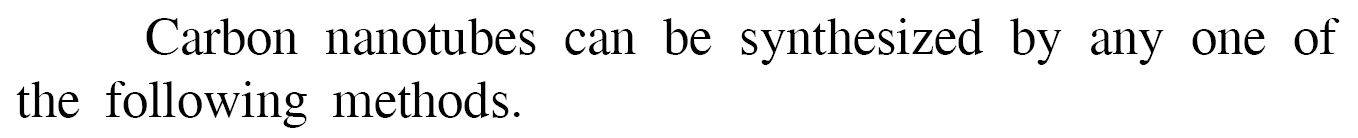 Carbon nanotubes can be synthesized by any one of
the following methods.